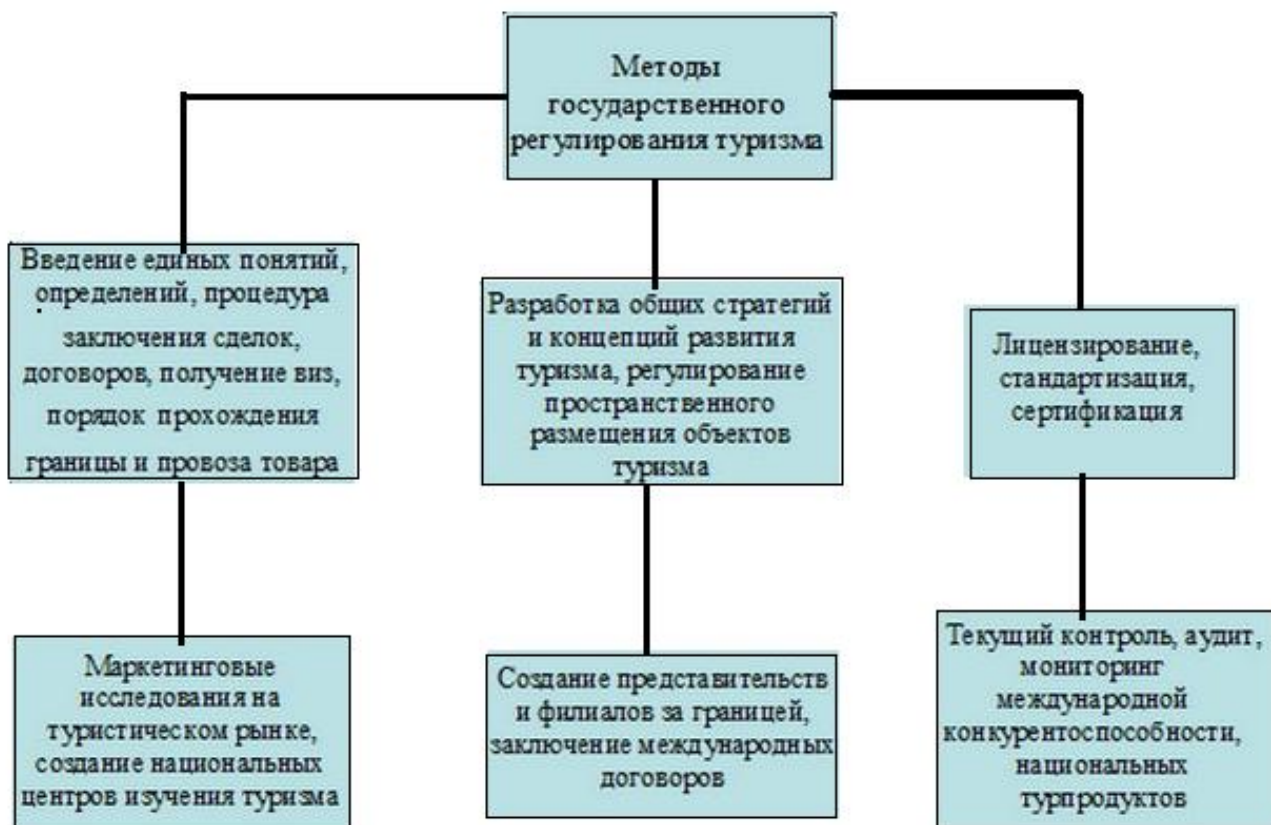 Методы
государственного
регулирования туризма
Введение единых понятий,
определений, процедура
заключения сделок,
договоров, получение виз,
порядок прохождения
границы и провоза товара
Разработка общих стратегий
и концепций развития
туризма, регулирование
пространственного
размещения объектов
туризма
Лицензирование,
стандартизация,
сертификация
Маркетинговые
исследования на
туристическом рынке,
создание национальных
центров изучения туризма
Создание представительств
и филиалов за границей,
заключение международных
договоров
Текущий контроль, аудит,
мониторинг
международной
конкурентоспособности,
национальных
турпродуктов